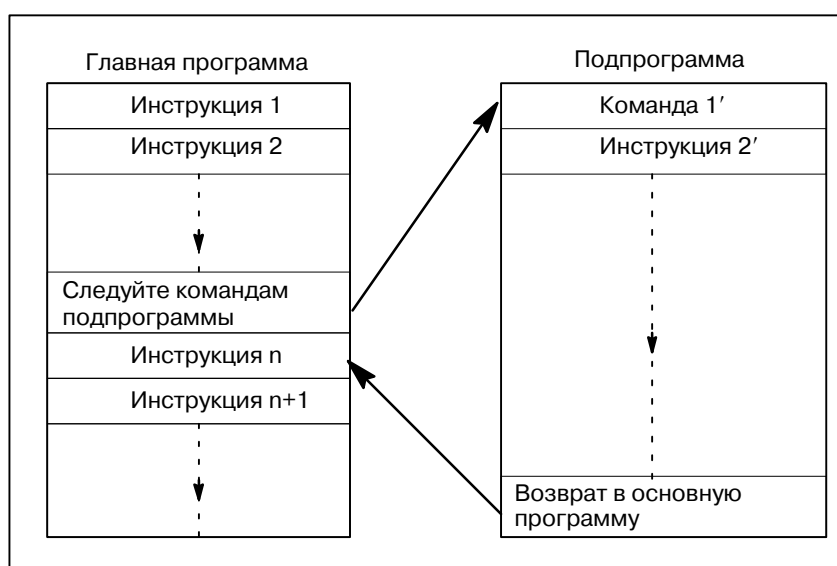 Главная программа
Инструкция 1
Инструкция 2
Следуйте командам
подпрограммы
Инструкция n
Инструкция n+1
Подпрограмма
Команда 1′
Инструкция 2′
Возврат в основную
программу